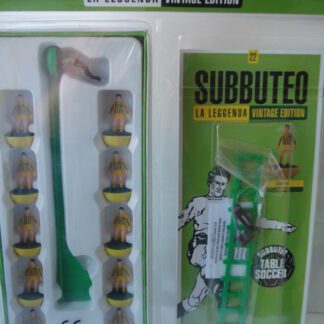 LA LEGGENDA VINTAGE EDITION
22
SUBBUTEO
LA LEGGENDA VINTAGE EDITION
SUBBUTEO
TABLE
SOCCER